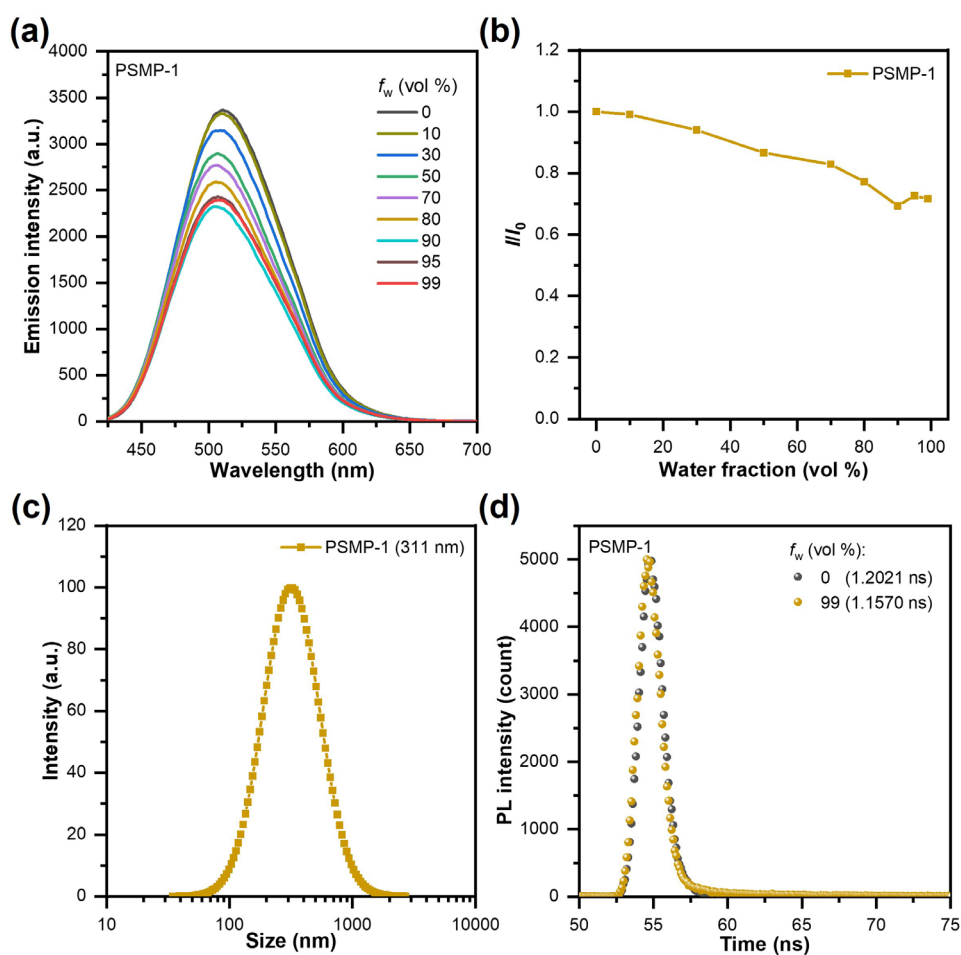 (a)
PSMP-1
fw (vol %)
0
10
30
50
70
80
90
95
99
4000
3500
3000
2500
2000
1500
1000
500
0
Emission intensity (a.u.)
450 500 550 600 650 700
Wavelength (nm)
(b)
PSMP-1
1.2
1.0
0.8
0.6
0.4
0.2
0.0
I/I0
0 20 40 60 80 100
Water fraction (vol %)
(c)
PSMP-1 (311 nm)
120
100
80
60
40
20
0
Intensity (a.u.)
10 100 1000 10000
Size (nm)
(d)
PSMP-1
fw (vol %):
0 (1.2021 ns)
99 (1.1570 ns)
5000
4000
3000
2000
1000
0
PL intensity (count)
50 55 60 65 70 75
Time (ns)